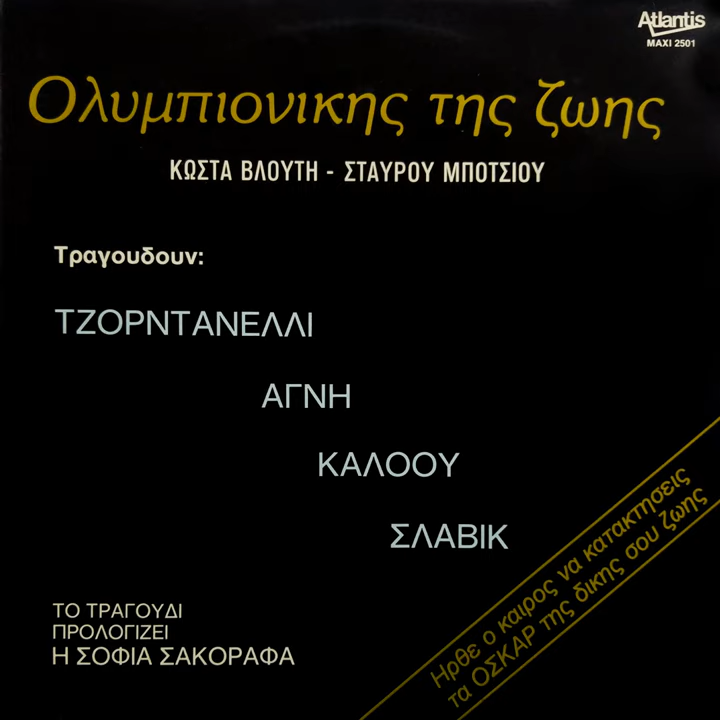 Atlantis
MAXI 2501
Ολυμπιονικης της ζωης
ΚΩΣΤΑ ΒΛΟΥΤΗ - ΣΤΑΥΡΟΥ ΜΠΟΤΣΙΟΥ
Τραγουδουν:
ΤΖΟΡΝΤΑΝΕΛΛΙ
ΑΓΝΗ
ΚΑΛΟΟΥ
ΣΛΑΒΙΚ
Ηρθε ο καιρος να κατακτησεις
τα ΟΣΚΑΡ της δικης σου ζωης
ΤΟ ΤΡΑΓΟΥΔΙ
ΠΡΟΛΟΓΙΖΕΙ
Η ΣΟΦΙΑ ΣΑΚΟΡΑΦΑ